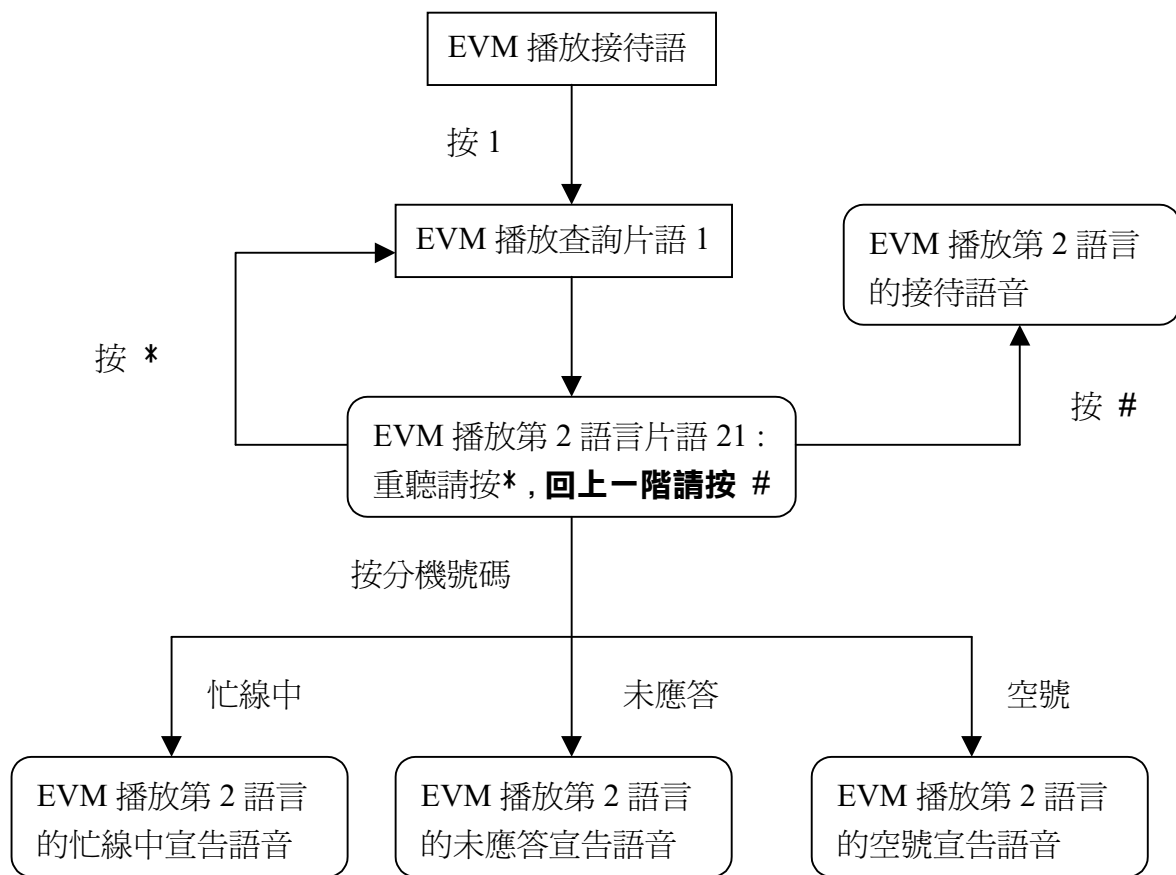 EVM 播放接待語
按 1
EVM 播放查詢片語 1
EVM 播放第 2 語言
的接待語音
按 *
按 #
EVM 播放第 2 語言片語 21 :
重聽請按* , 回上一階請按 #
按分機號碼
忙線中
未應答
空號
EVM 播放第 2 語言
的忙線中宣告語音
EVM 播放第 2 語言
的未應答宣告語音
EVM 播放第 2 語言
的空號宣告語音